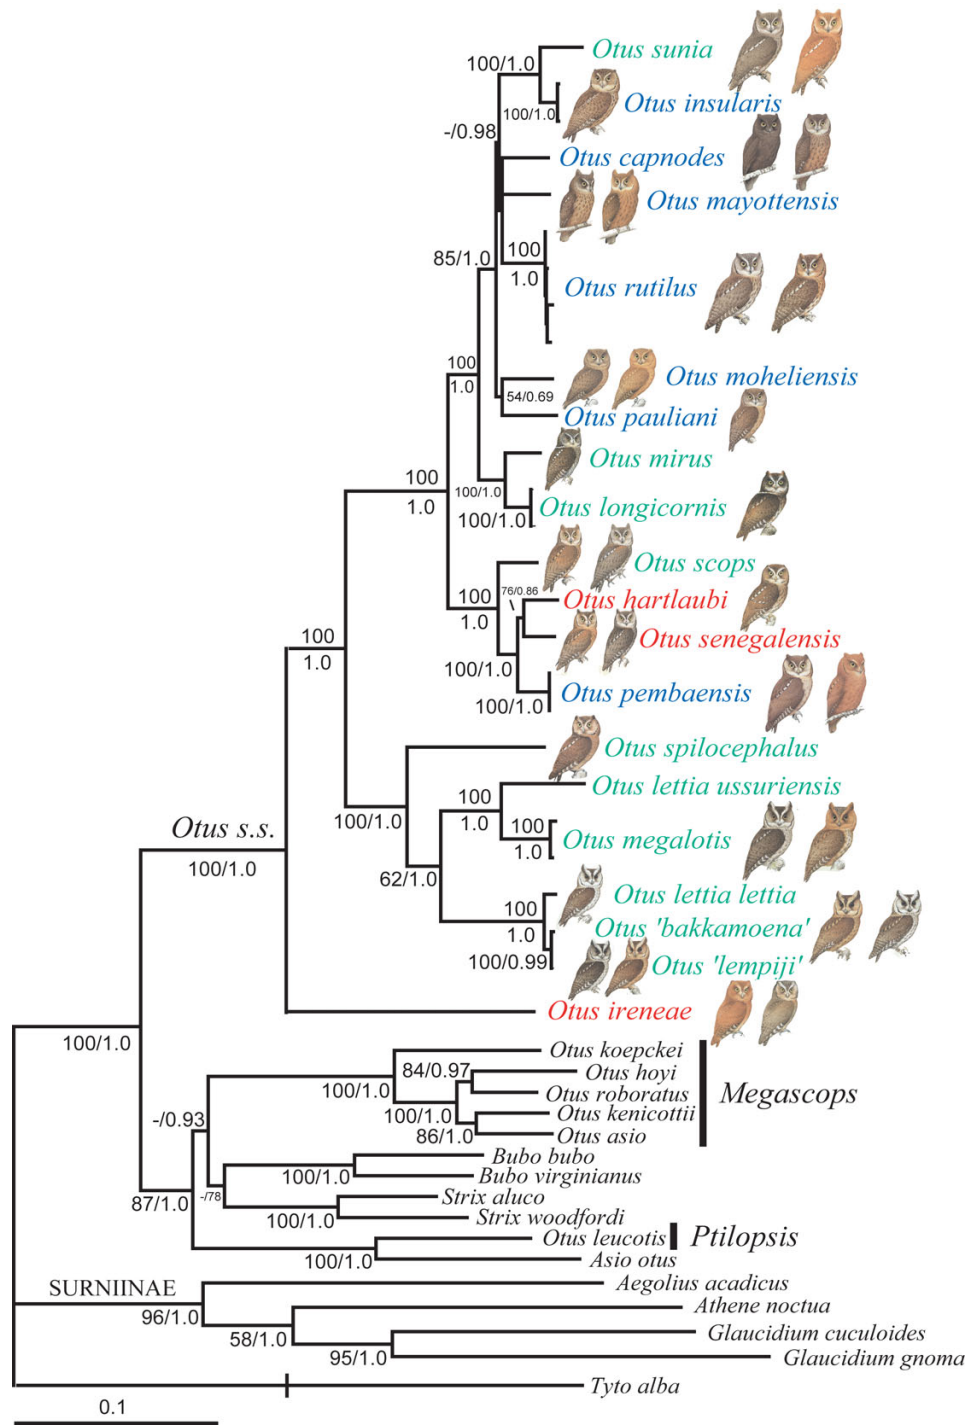 Otus sunia
100/1.0
100/1.0
Otus insularis
-/0.98
Otus capnodes
Otus mayottensis
85/1.0
100
1.0
Otus rutilus
100
1.0
Otus moheliensis
54/0.69
Otus pauliani
Otus mirus
100
1.0
100/1.0
100/1.0
Otus longicornis
Otus scops
76/0.86
100
1.0
Otus hartlaubi
Otus senegalensis
100
1.0
100/1.0
100/1.0
Otus pembaensis
Otus spilocephalus
Otus lettia ussuriensis
100
1.0
100/1.0
Otus s.s.
100
1.0
Otus megalotis
100/1.0
62/1.0
Otus lettia lettia
100
1.0
Otus 'bakkamoena'
100/0.99
Otus 'lempiji'
Otus ireneae
100/1.0
Otus koepckei
84/0.97
Otus hoyi
100/1.0
Otus roboratus
Megascops
100/1.0
Otus kenicottii
-/0.93
86/1.0
Otus asio
Bubo bubo
100/1.0
Bubo virginianus
-/78
87/1.0
Strix aluco
100/1.0
Strix woodfordi
Otus leucotis
Ptilopsis
100/1.0
Asio otus
SURNIINAE
Aegolius acadicus
96/1.0
Athene noctua
58/1.0
Glaucidium cuculoides
95/1.0
Glaucidium gnoma
Tyto alba
0.1